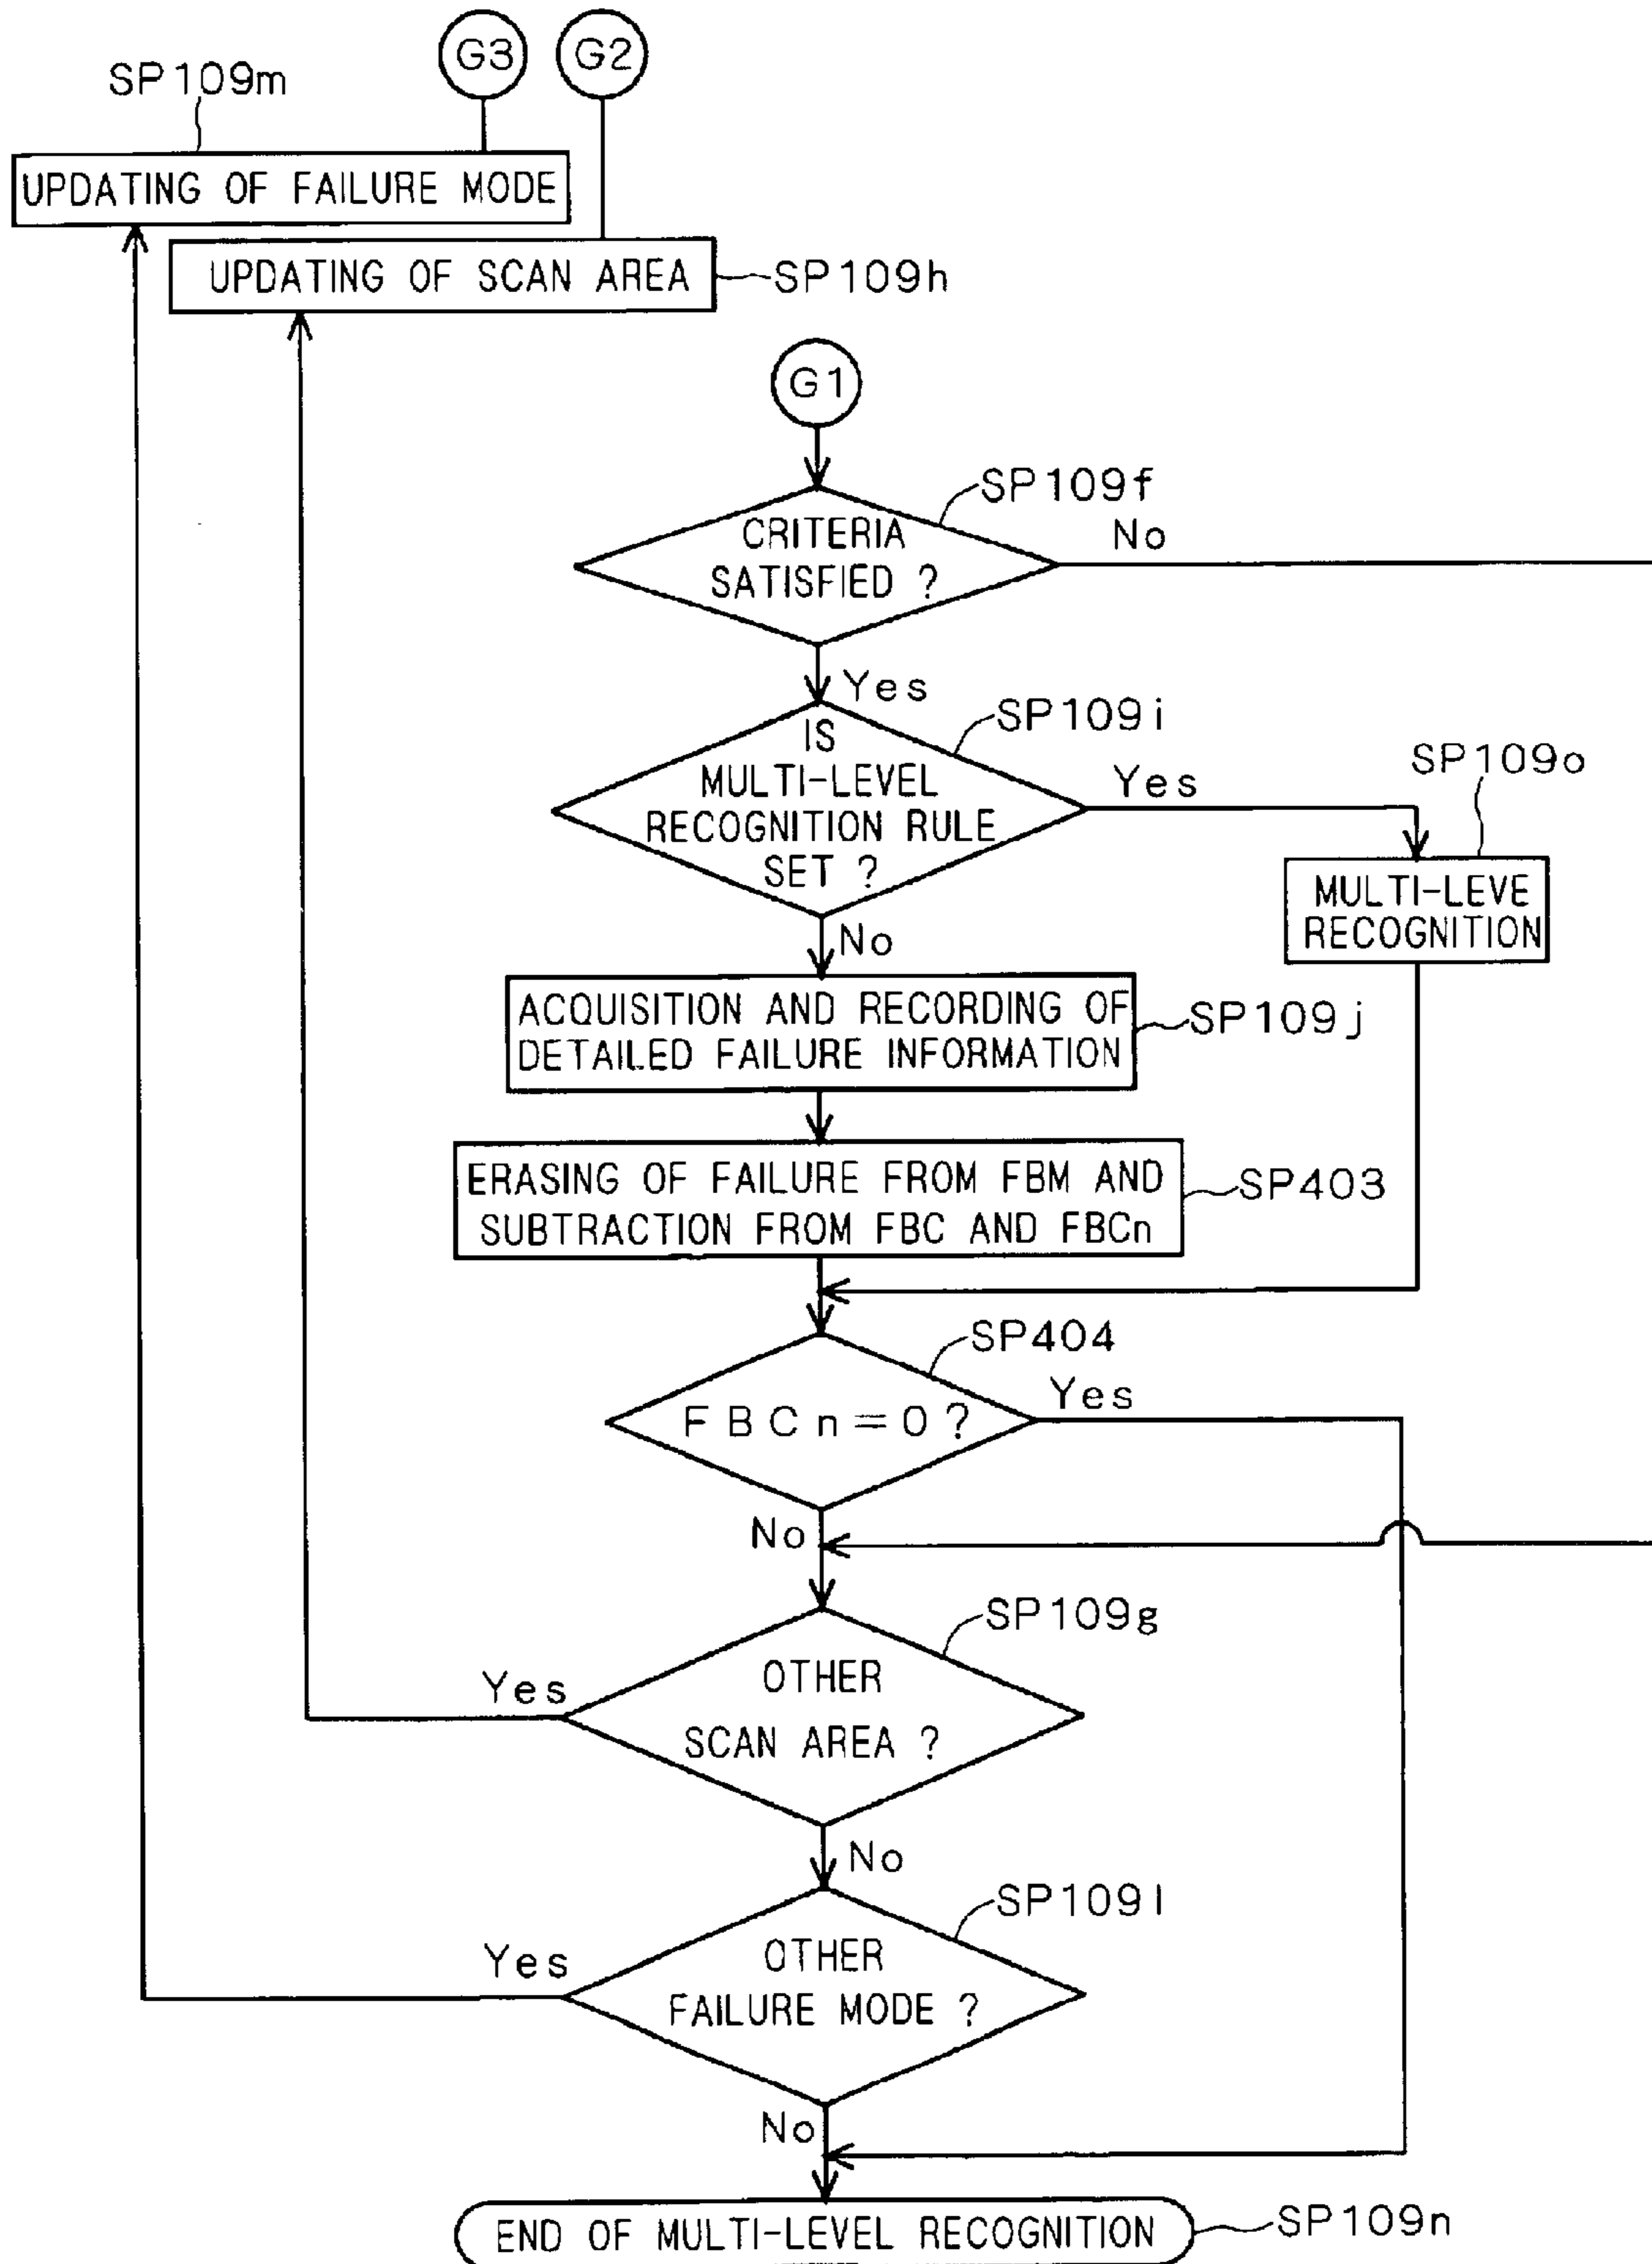 G3
G2
SP109m
UPDATING OF FAILURE MODE
UPDATING OF SCAN AREA
SP109h
G1
SP109f
CRITERIA
SATISFIED ?
No
Yes
SP109i
IS
MULTI-LEVEL
RECOGNITION RULE
SET ?
Yes
SP109o
MULTI-LEVE
RECOGNITION
No
ACQUISITION AND RECORDING OF
DETAILED FAILURE INFORMATION
SP109j
ERASING OF FAILURE FROM FBM AND
SUBTRACTION FROM FBC AND FBCn
SP403
SP404
FBCn=0?
Yes
No
SP109g
OTHER
SCAN AREA ?
Yes
No
SP109l
OTHER
FAILURE MODE ?
Yes
No
END OF MULTI-LEVEL RECOGNITION
SP109n